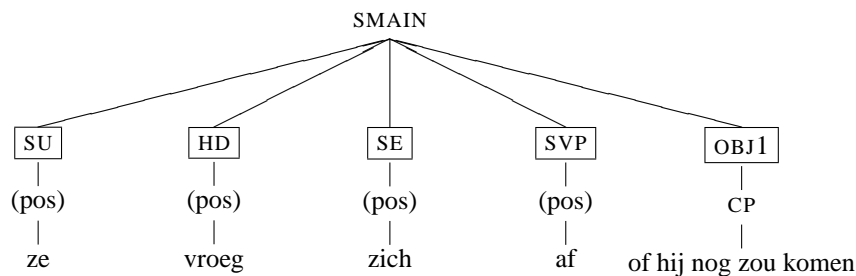 SMAIN
SU HD SE SVP OBJ1
(pos) (pos) (pos) (pos) CP
ze vroeg zich af of hij nog zou komen